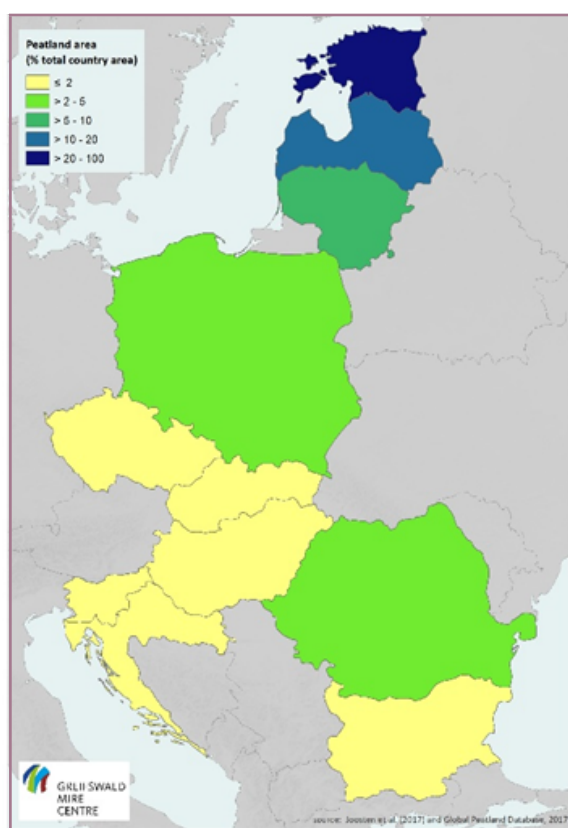 Peatland area
(% total country area)
≤ 2
> 2 - 5
> 5 - 10
> 10 - 20
> 20 - 100
GREIFSWALD
MIRE
CENTRE
source: Joosten et al. (2017) and Global Peatland Database, 2017